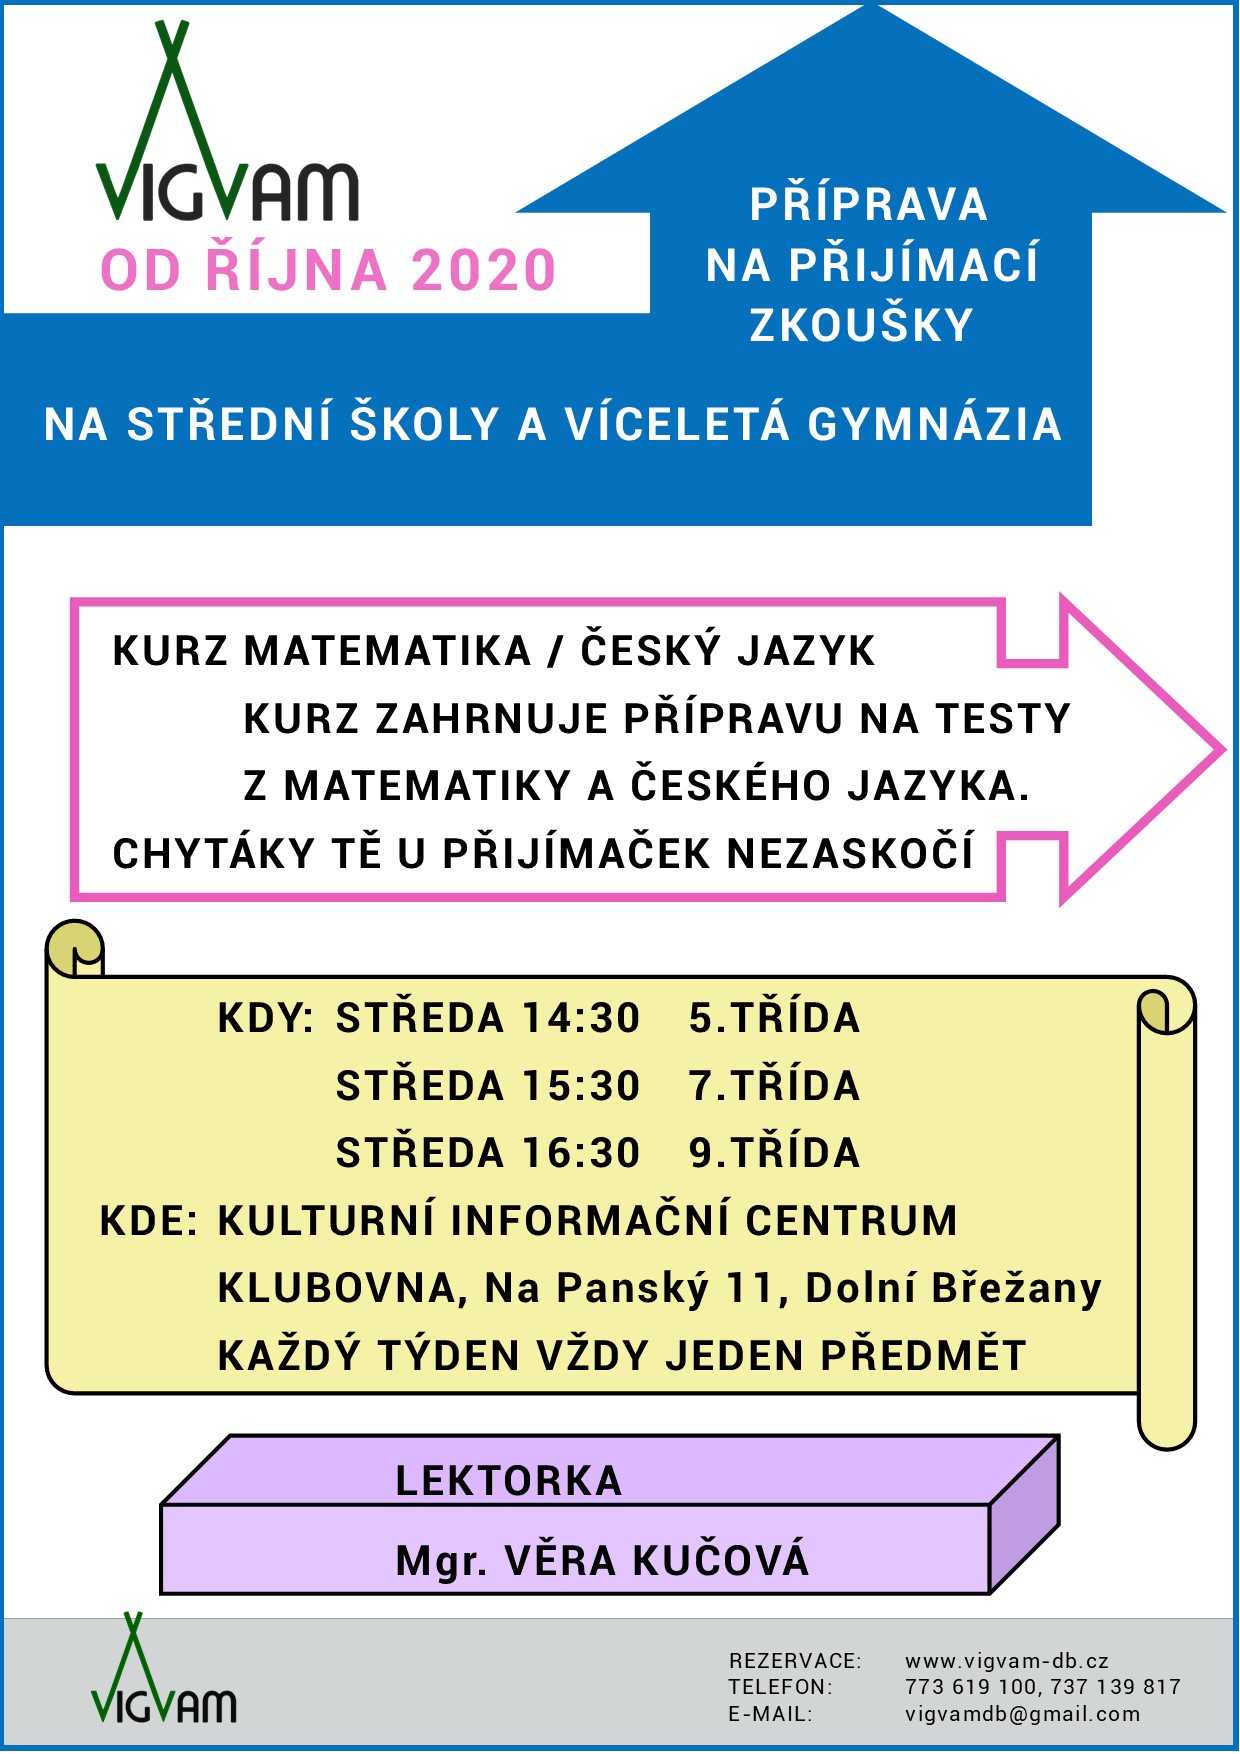 VIGVAM
OD ŘÍJNA 2020
PŘÍPRAVA
NA PŘIJÍMACÍ
ZKOUŠKY
NA STŘEDNÍ ŠKOLY A VÍCELETÁ GYMNÁZIA
KURZ MATEMATIKA / ČESKÝ JAZYK
KURZ ZAHRNUJE PŘÍPRAVU NA TESTY
Z MATEMATIKY A ČESKÉHO JAZYKA.
CHYTÁKY TĚ U PŘIJÍMAČEK NEZASKOČÍ
KDY: STŘEDA 14:30 5.TŘÍDA
STŘEDA 15:30 7.TŘÍDA
STŘEDA 16:30 9.TŘÍDA
KDE: KULTURNÍ INFORMAČNÍ CENTRUM
KLUBOVNA, Na Panský 11, Dolní Břežany
KAŽDÝ TÝDEN VŽDY JEDEN PŘEDMĚT
LEKTORKA
Mgr. VĚRA KUČOVÁ
VIGVAM
REZERVACE: www.vigvam-db.cz
TELEFON: 773 619 100, 737 139 817
E-MAIL: vigvamdb@gmail.com